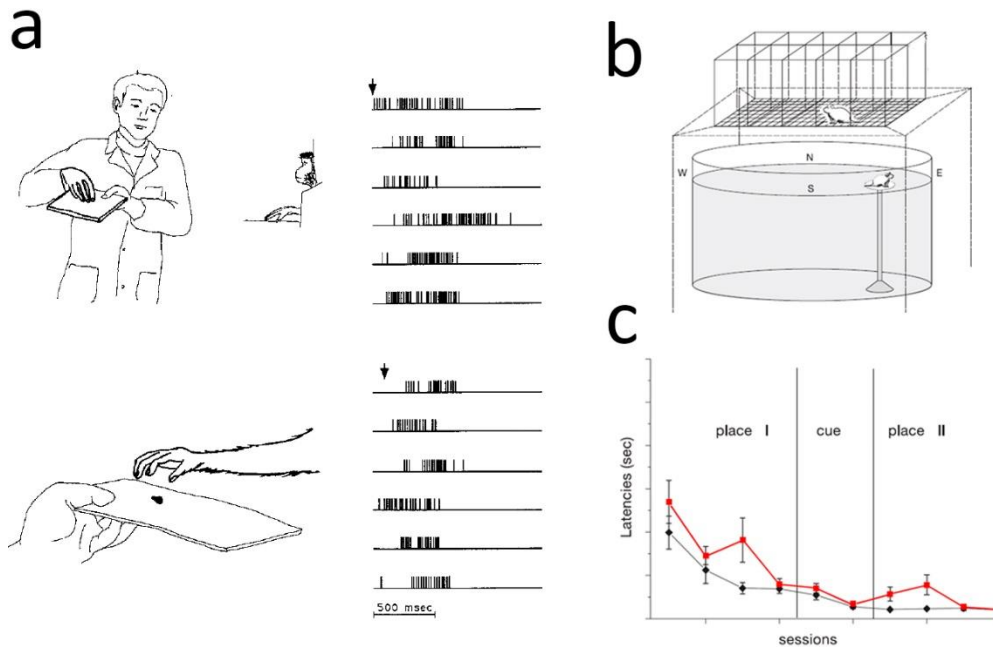 a
500 msec
b
N
W
E
S
c
Latencies (sec)
place I
cue
place II
sessions